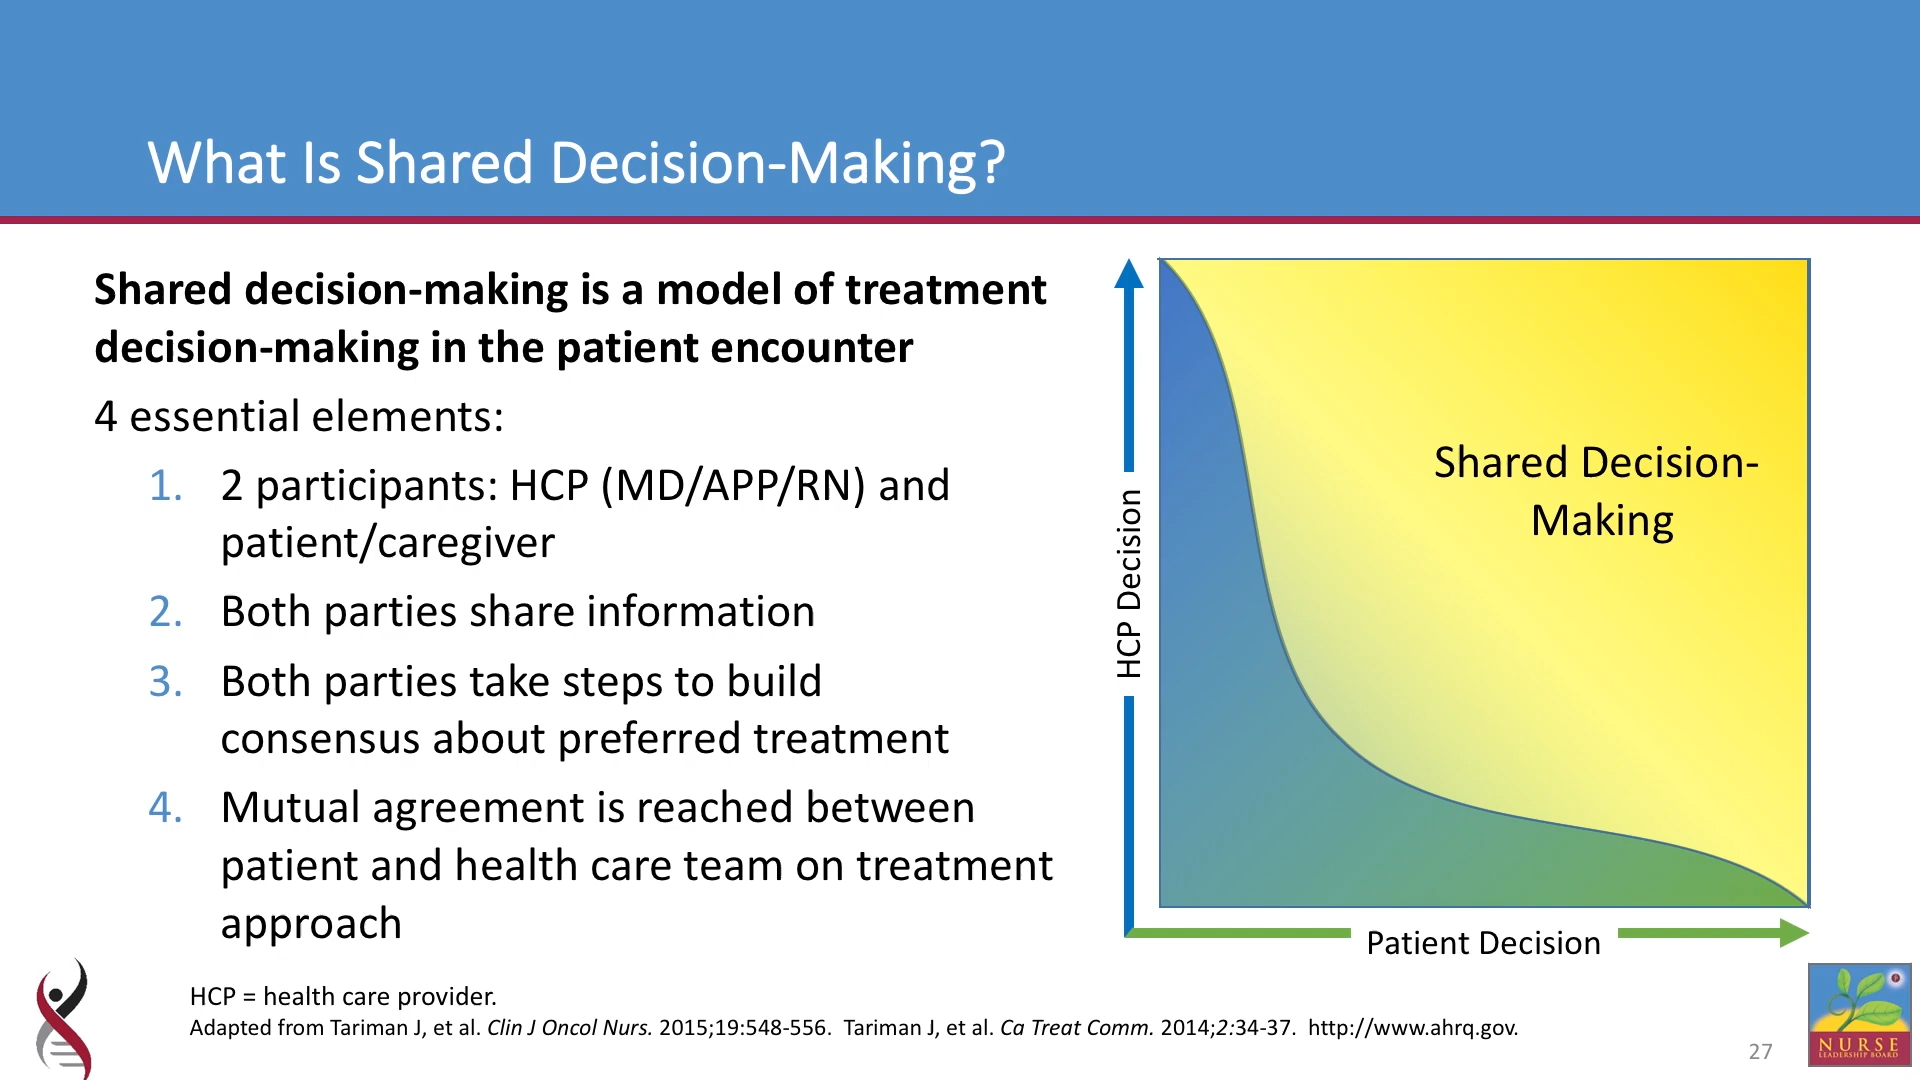 What Is Shared Decision-Making?
Shared decision-making is a model of treatment
decision-making in the patient encounter
4 essential elements:
1. 2 participants: HCP (MD/APP/RN) and
patient/caregiver
2. Both parties share information
3. Both parties take steps to build
consensus about preferred treatment
4. Mutual agreement is reached between
patient and health care team on treatment
approach
HCP Decision
Shared Decision-
Making
Patient Decision
HCP = health care provider.
Adapted from Tariman J, et al. Clin J Oncol Nurs. 2015;19:548-556. Tariman J, et al. Ca Treat Comm. 2014;2:34-37. http://www.ahrq.gov.
27
NURSE
LEADERSHIP BOARD